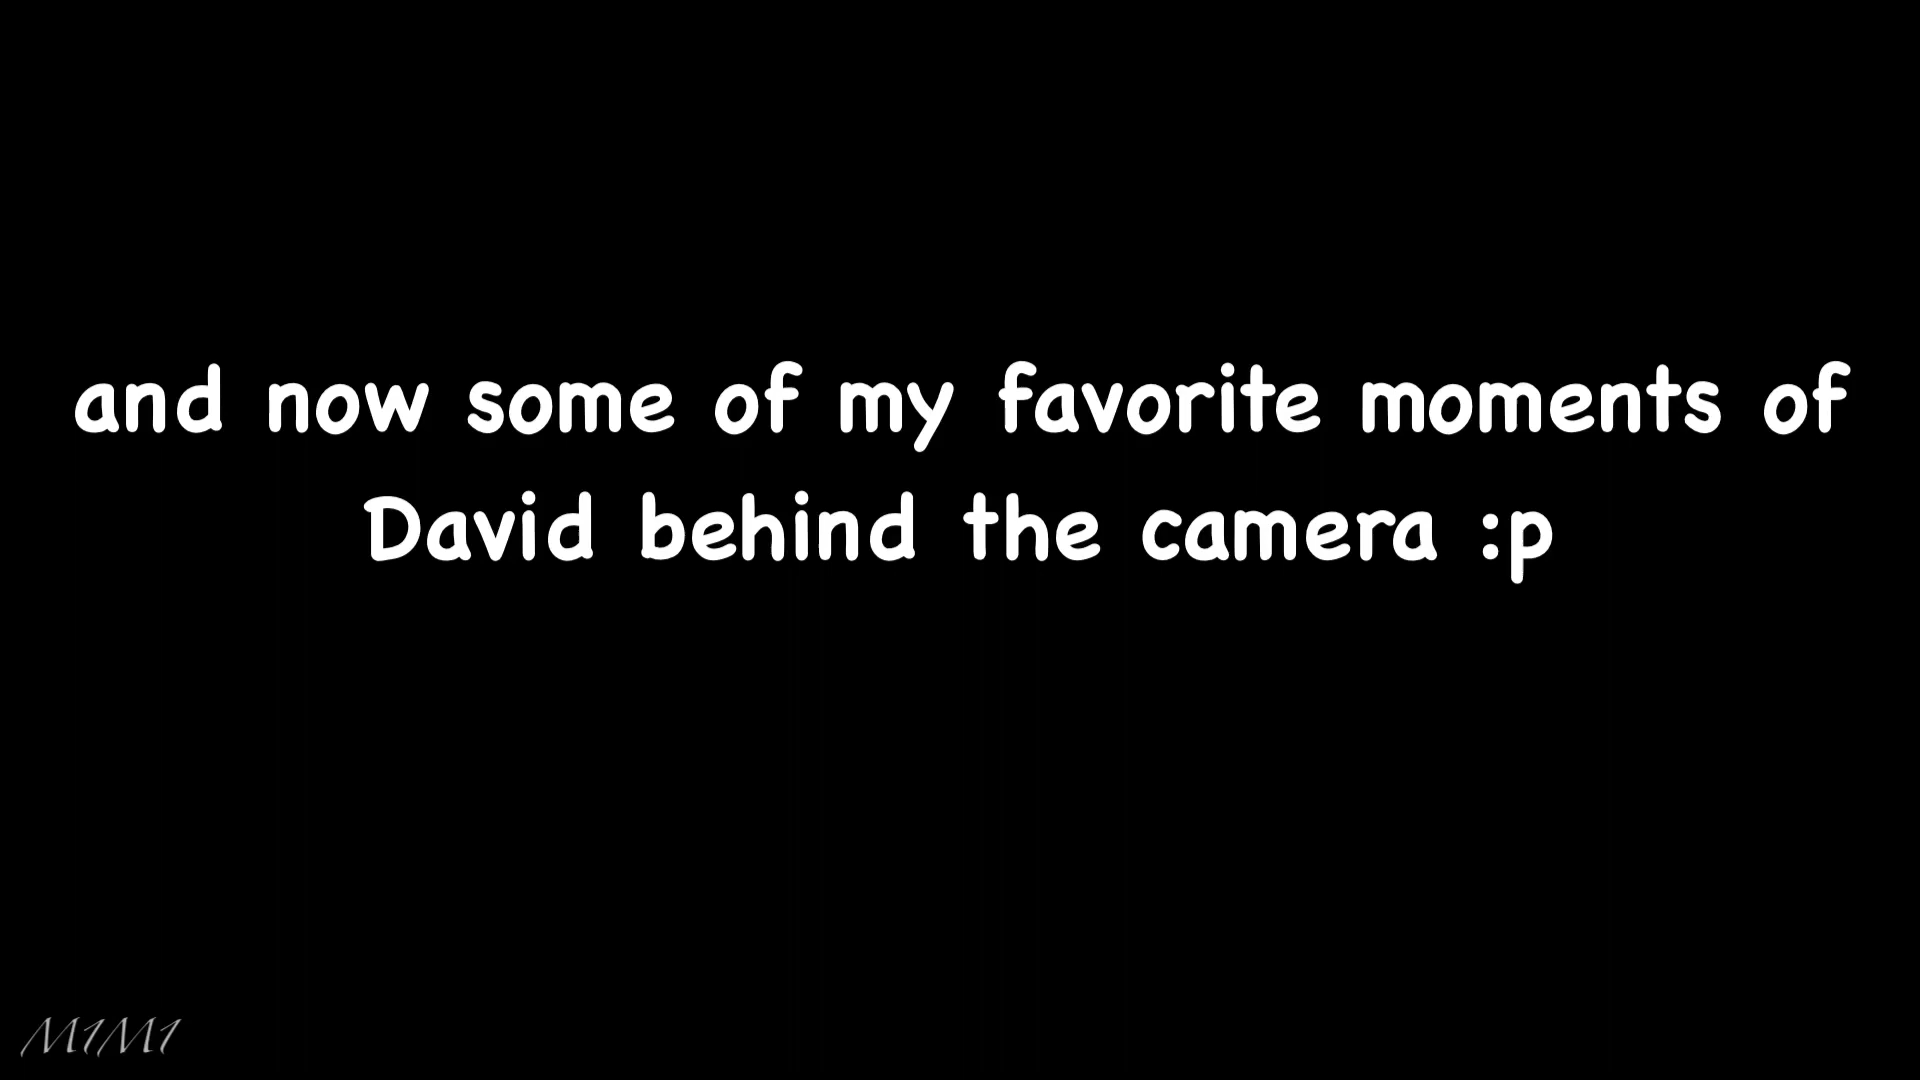 and now some of my favorite moments of
David behind the camera :p
M1M1